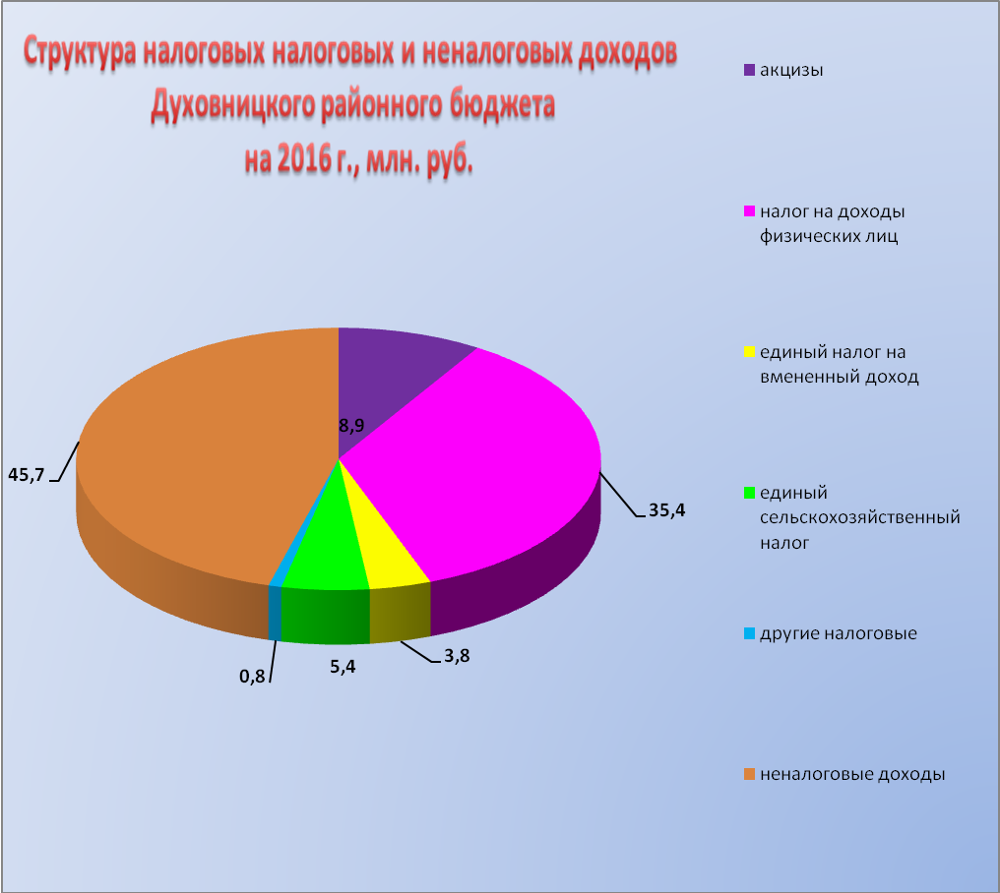 Структура налоговых налоговых и неналоговых доходов
Духовницкого районного бюджета
на 2016 г., млн. руб.
акцизы
налог на доходы
физических лиц
единый налог на
вмененный доход
единый
сельскохозяйственный
налог
другие налоговые
неналоговые доходы
8,9
35,4
3,8
5,4
0,8
45,7